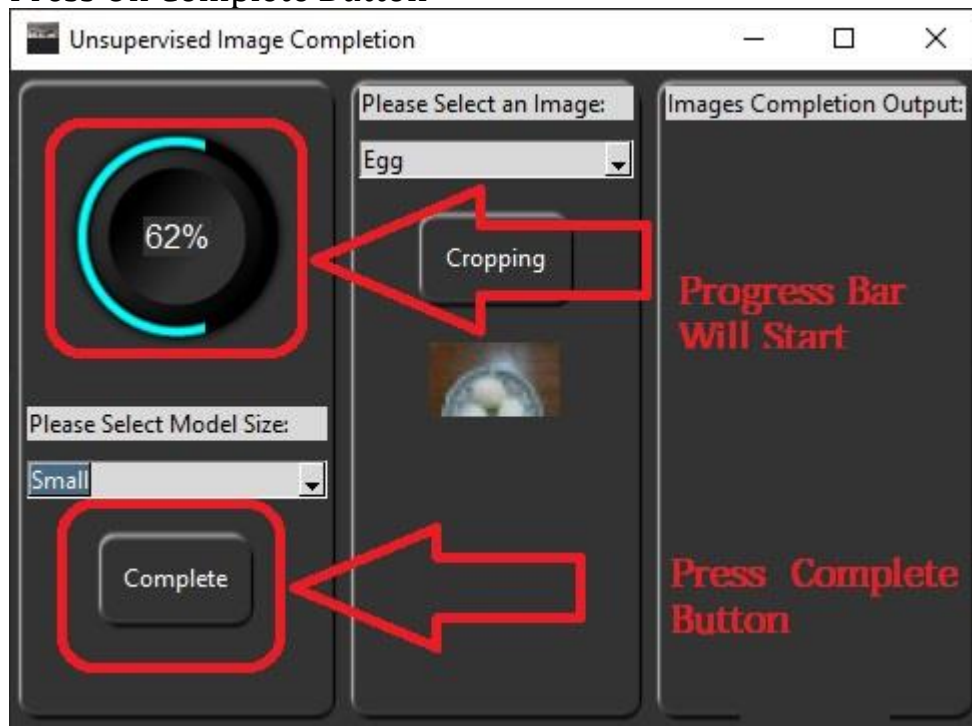 Press On Complete Button
Unsupervised Image Completion
62%
Please Select Model Size:
Small
Complete
Please Select an Image:
Egg
Cropping
Images Completion Output:
Progress Bar
Will Start
Press Complete
Button